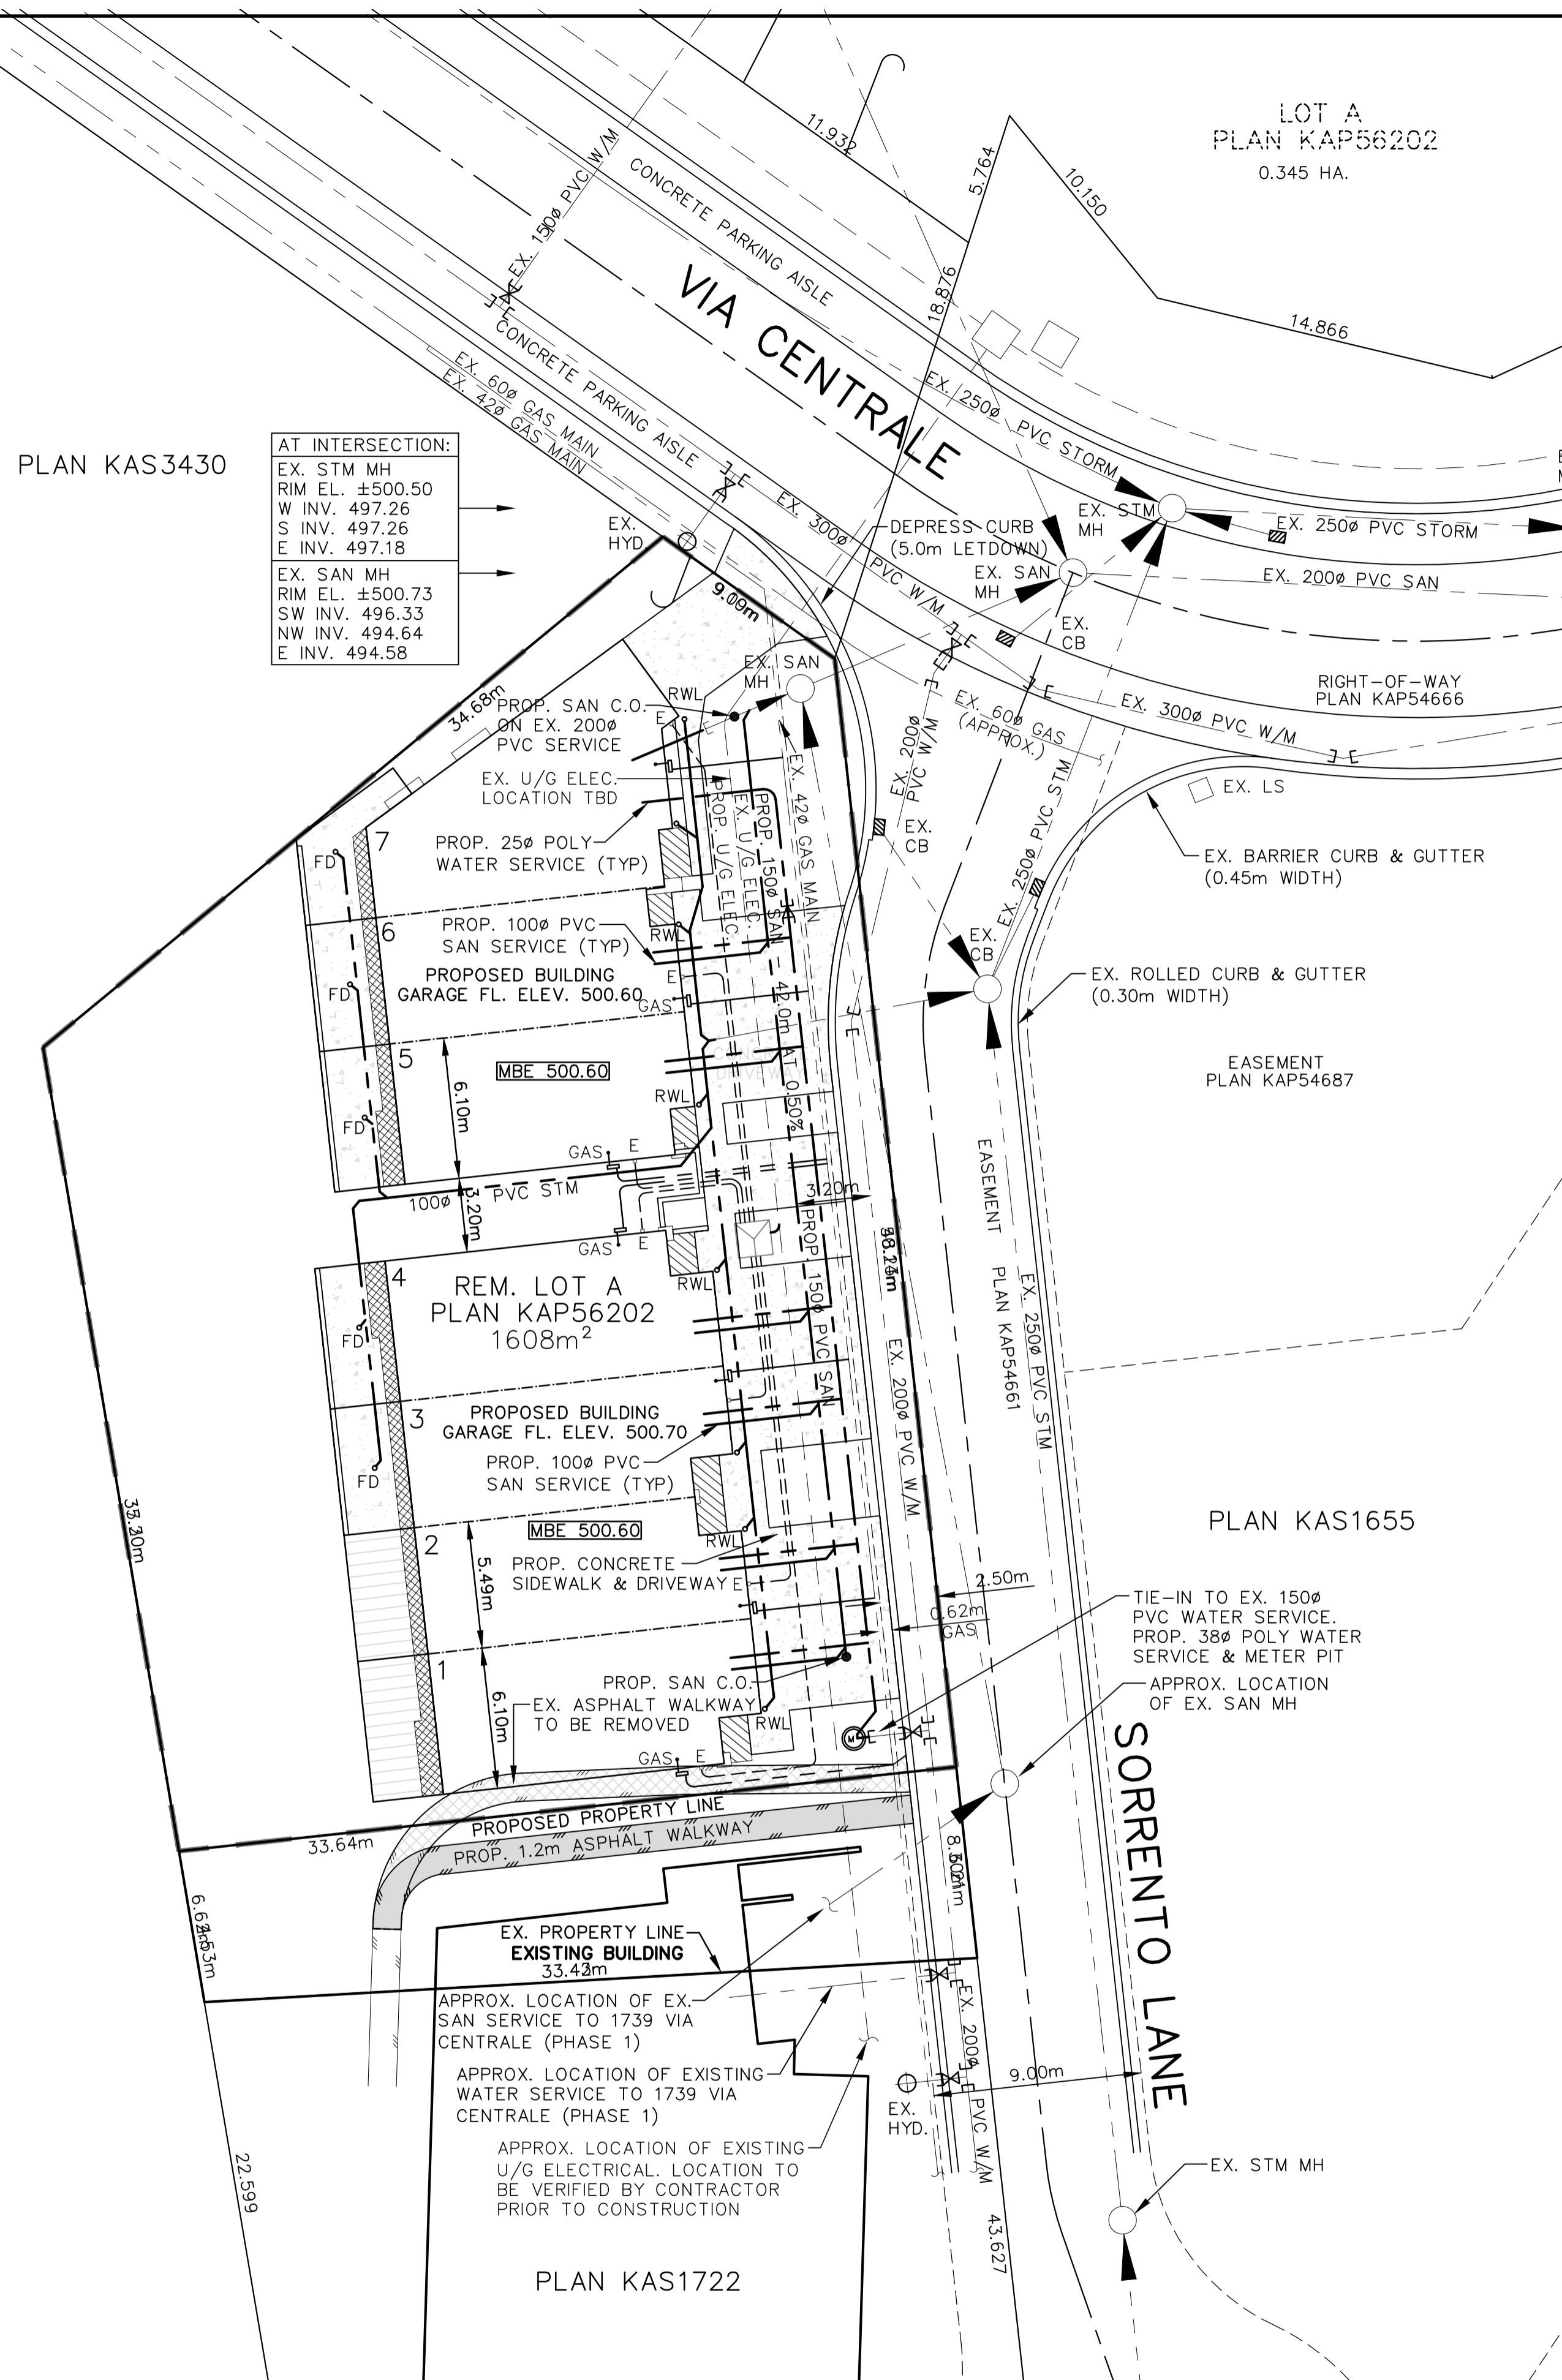 LOT A
PLAN KAP56202
0.345 HA.
11.932
5.764
10.150
18.876
14.866
EX. 150ø PVC W/M
CONCRETE PARKING AISLE
VIA CENTRALE
CONCRETE PARKING AISLE
EX. 60ø GAS MAIN
EX. 42ø GAS MAIN
EX. 250ø PVC STORM
PLAN KAS3430
AT INTERSECTION:
EX. STM MH
RIM EL. ±500.50
W INV. 497.26
S INV. 497.26
E INV. 497.18
EX. SAN MH
RIM EL. ±500.73
SW INV. 496.33
NW INV. 494.64
E INV. 494.58
EX.
HYD.
EX. 300ø PVC W/M
DEPRESS CURB
(5.0m LETDOWN)
EX. STM
MH
EX. 250ø PVC STORM
EX. SAN
MH
EX. 200ø PVC SAN
EX.
CB
RIGHT-OF-WAY
PLAN KAP54666
EX. 300ø PVC W/M
34.68m
EX. SAN
MH
RWL
PROP. SAN C.O.
ON EX. 200ø
PVC SERVICE
E
EX. U/G ELEC.
LOCATION TBD
PROP. 25ø POLY
WATER SERVICE (TYP)
EX. 60ø GAS
(APPROX.)
EX. 200ø
PVC W/M
EX. 250ø PVC STM
EX. LS
EX. BARRIER CURB & GUTTER
(0.45m WIDTH)
EX.
CB
PROP. U/G ELEC.
EX. U/G ELEC.
PROP. 150ø SAN - 42.0m AT 0.50%
EX. 42ø GAS MAIN
7
FD
6
PROP. 100ø PVC
SAN SERVICE (TYP)
RWL
PROPOSED BUILDING
GARAGE FL. ELEV. 500.60
E
GAS
FD
EX.
CB
EX. ROLLED CURB & GUTTER
(0.30m WIDTH)
5
MBE 500.60
6.10m
RWL
FD
EASEMENT
PLAN KAP54687
GAS
E
100ø PVC STM
3.20m
3.20m
GAS
E
RWL
4
REM. LOT A
PLAN KAP56202
1608m²
FD
EASEMENT PLAN KAP54661
EX. 250ø PVC STM
PROP. 150ø PVC SAN
EX. 200ø PVC W/M
3
PROPOSED BUILDING
GARAGE FL. ELEV. 500.70
PROP. 100ø PVC
SAN SERVICE (TYP)
FD
2
MBE 500.60
RWL
5.49m
PROP. CONCRETE
SIDEWALK & DRIVEWAY
E
PLAN KAS1655
2.50m
0.62m
GAS
TIE-IN TO EX. 150ø
PVC WATER SERVICE.
PROP. 38ø POLY WATER
SERVICE & METER PIT
APPROX. LOCATION
OF EX. SAN MH
1
6.10m
PROP. SAN C.O.
EX. ASPHALT WALKWAY
TO BE REMOVED
RWL
M
GAS
E
SORRENTO LANE
PROPOSED PROPERTY LINE
33.64m
PROP. 1.2m ASPHALT WALKWAY
EX. PROPERTY LINE
EXISTING BUILDING
APPROX. LOCATION OF EX.
SAN SERVICE TO 1739 VIA
CENTRALE (PHASE 1)
APPROX. LOCATION OF EXISTING
WATER SERVICE TO 1739 VIA
CENTRALE (PHASE 1)
EX. 200ø PVC W/M
9.00m
EX.
HYD.
APPROX. LOCATION OF EXISTING
U/G ELECTRICAL. LOCATION TO
BE VERIFIED BY CONTRACTOR
PRIOR TO CONSTRUCTION
EX. STM MH
22.599
43.627
PLAN KAS1722